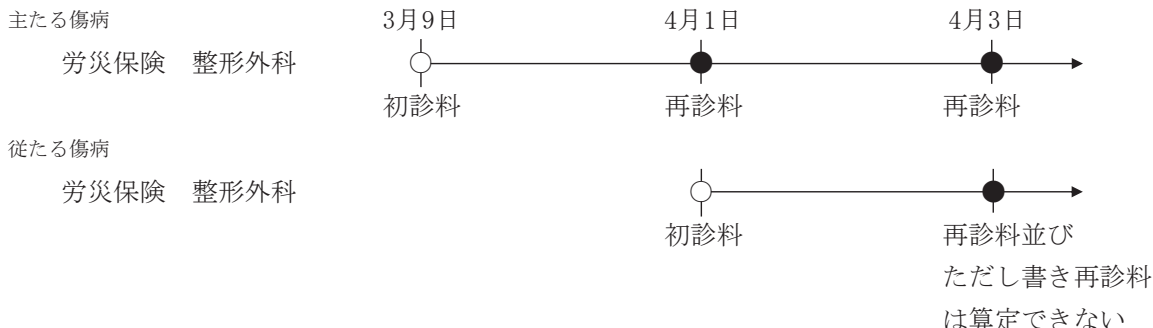 主たる傷病
3月9日 4月1日 4月3日
労災保険 整形外科
初診料 再診料 再診料
従たる傷病
労災保険 整形外科
初診料 再診料並び
ただし書き再診料
は算定できない